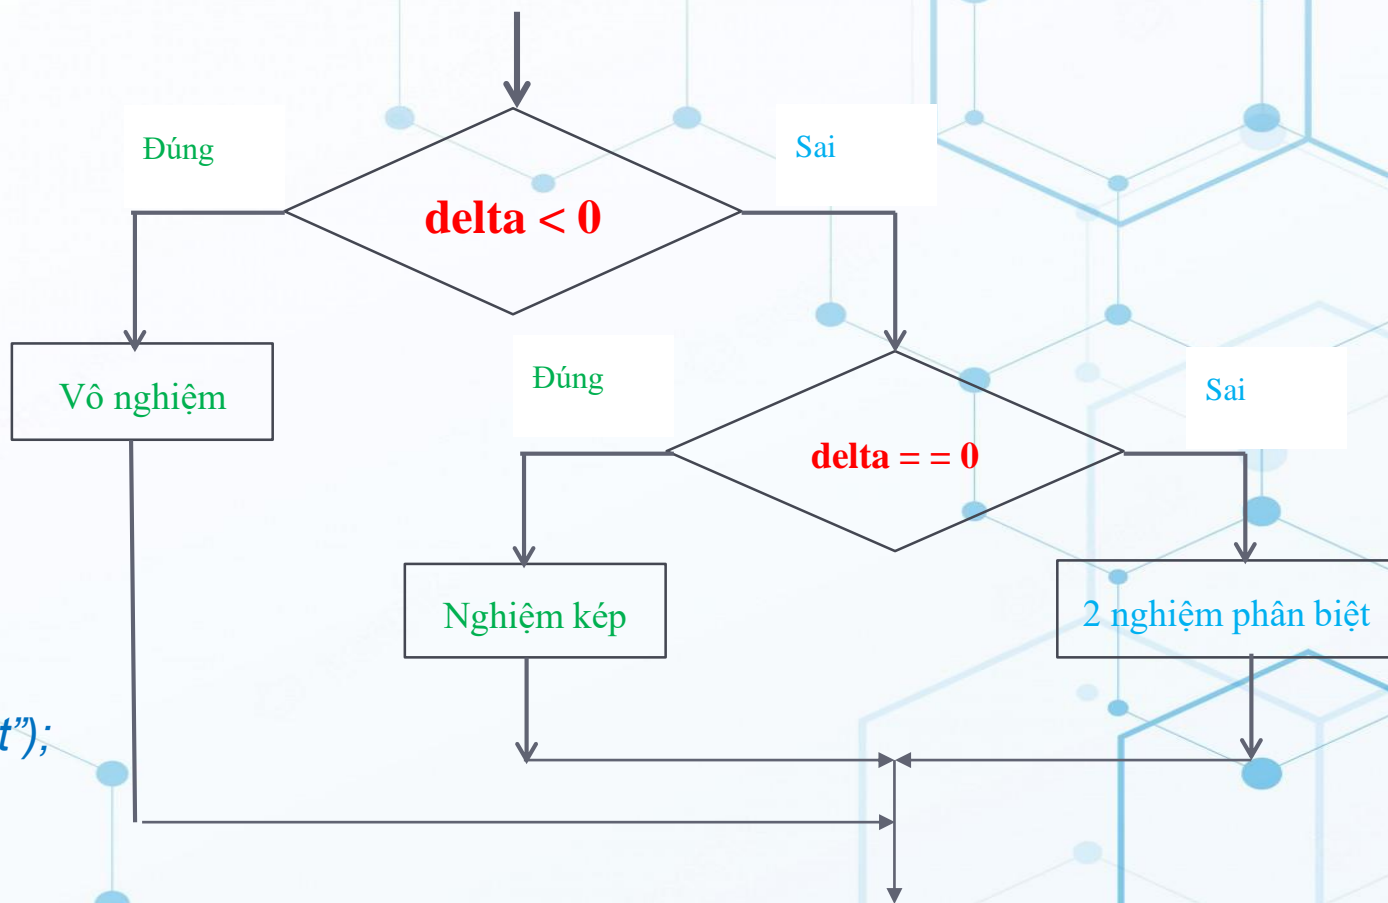 Đúng
Sai
delta < 0
Đúng
Sai
Vô nghiệm
delta = = 0
Nghiệm kép
2 nghiệm phân biệt
t”);